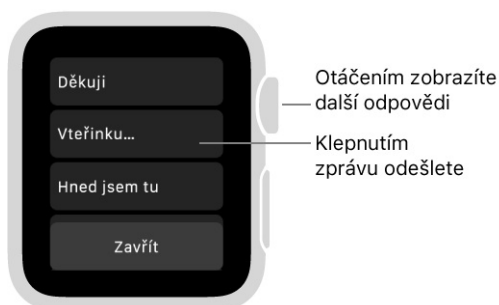 Děkuji
Vteřinku…
Hned jsem tu
Zavřít
Otáčením zobrazíte
další odpovědi
Klepnutím
zprávu odešlete